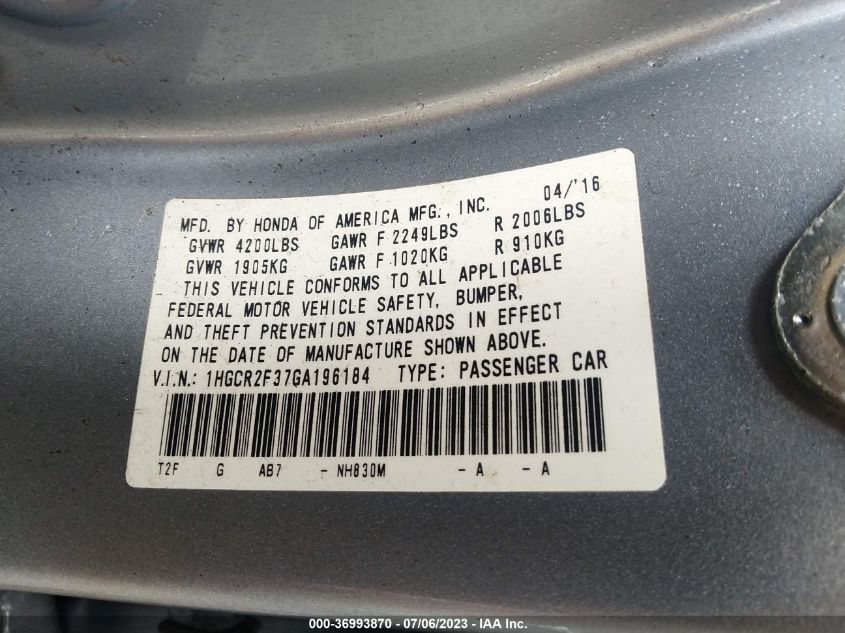 MFD. BY HONDA OF AMERICA MFG., INC. 04/'16
GVWR 4200LBS GAWR F 2249LBS R 2006LBS
GVWR 1905KG GAWR F 1020KG R 910KG
THIS VEHICLE CONFORMS TO ALL APPLICABLE
FEDERAL MOTOR VEHICLE SAFETY, BUMPER,
AND THEFT PREVENTION STANDARDS IN EFFECT
ON THE DATE OF MANUFACTURE SHOWN ABOVE.
V.I.N.: 1HGCR2F37GA196184 TYPE: PASSENGER CAR
T2F G AB7 - NH830M - A - A
000-36993870 / 07/06/2023 - IAA Inc.